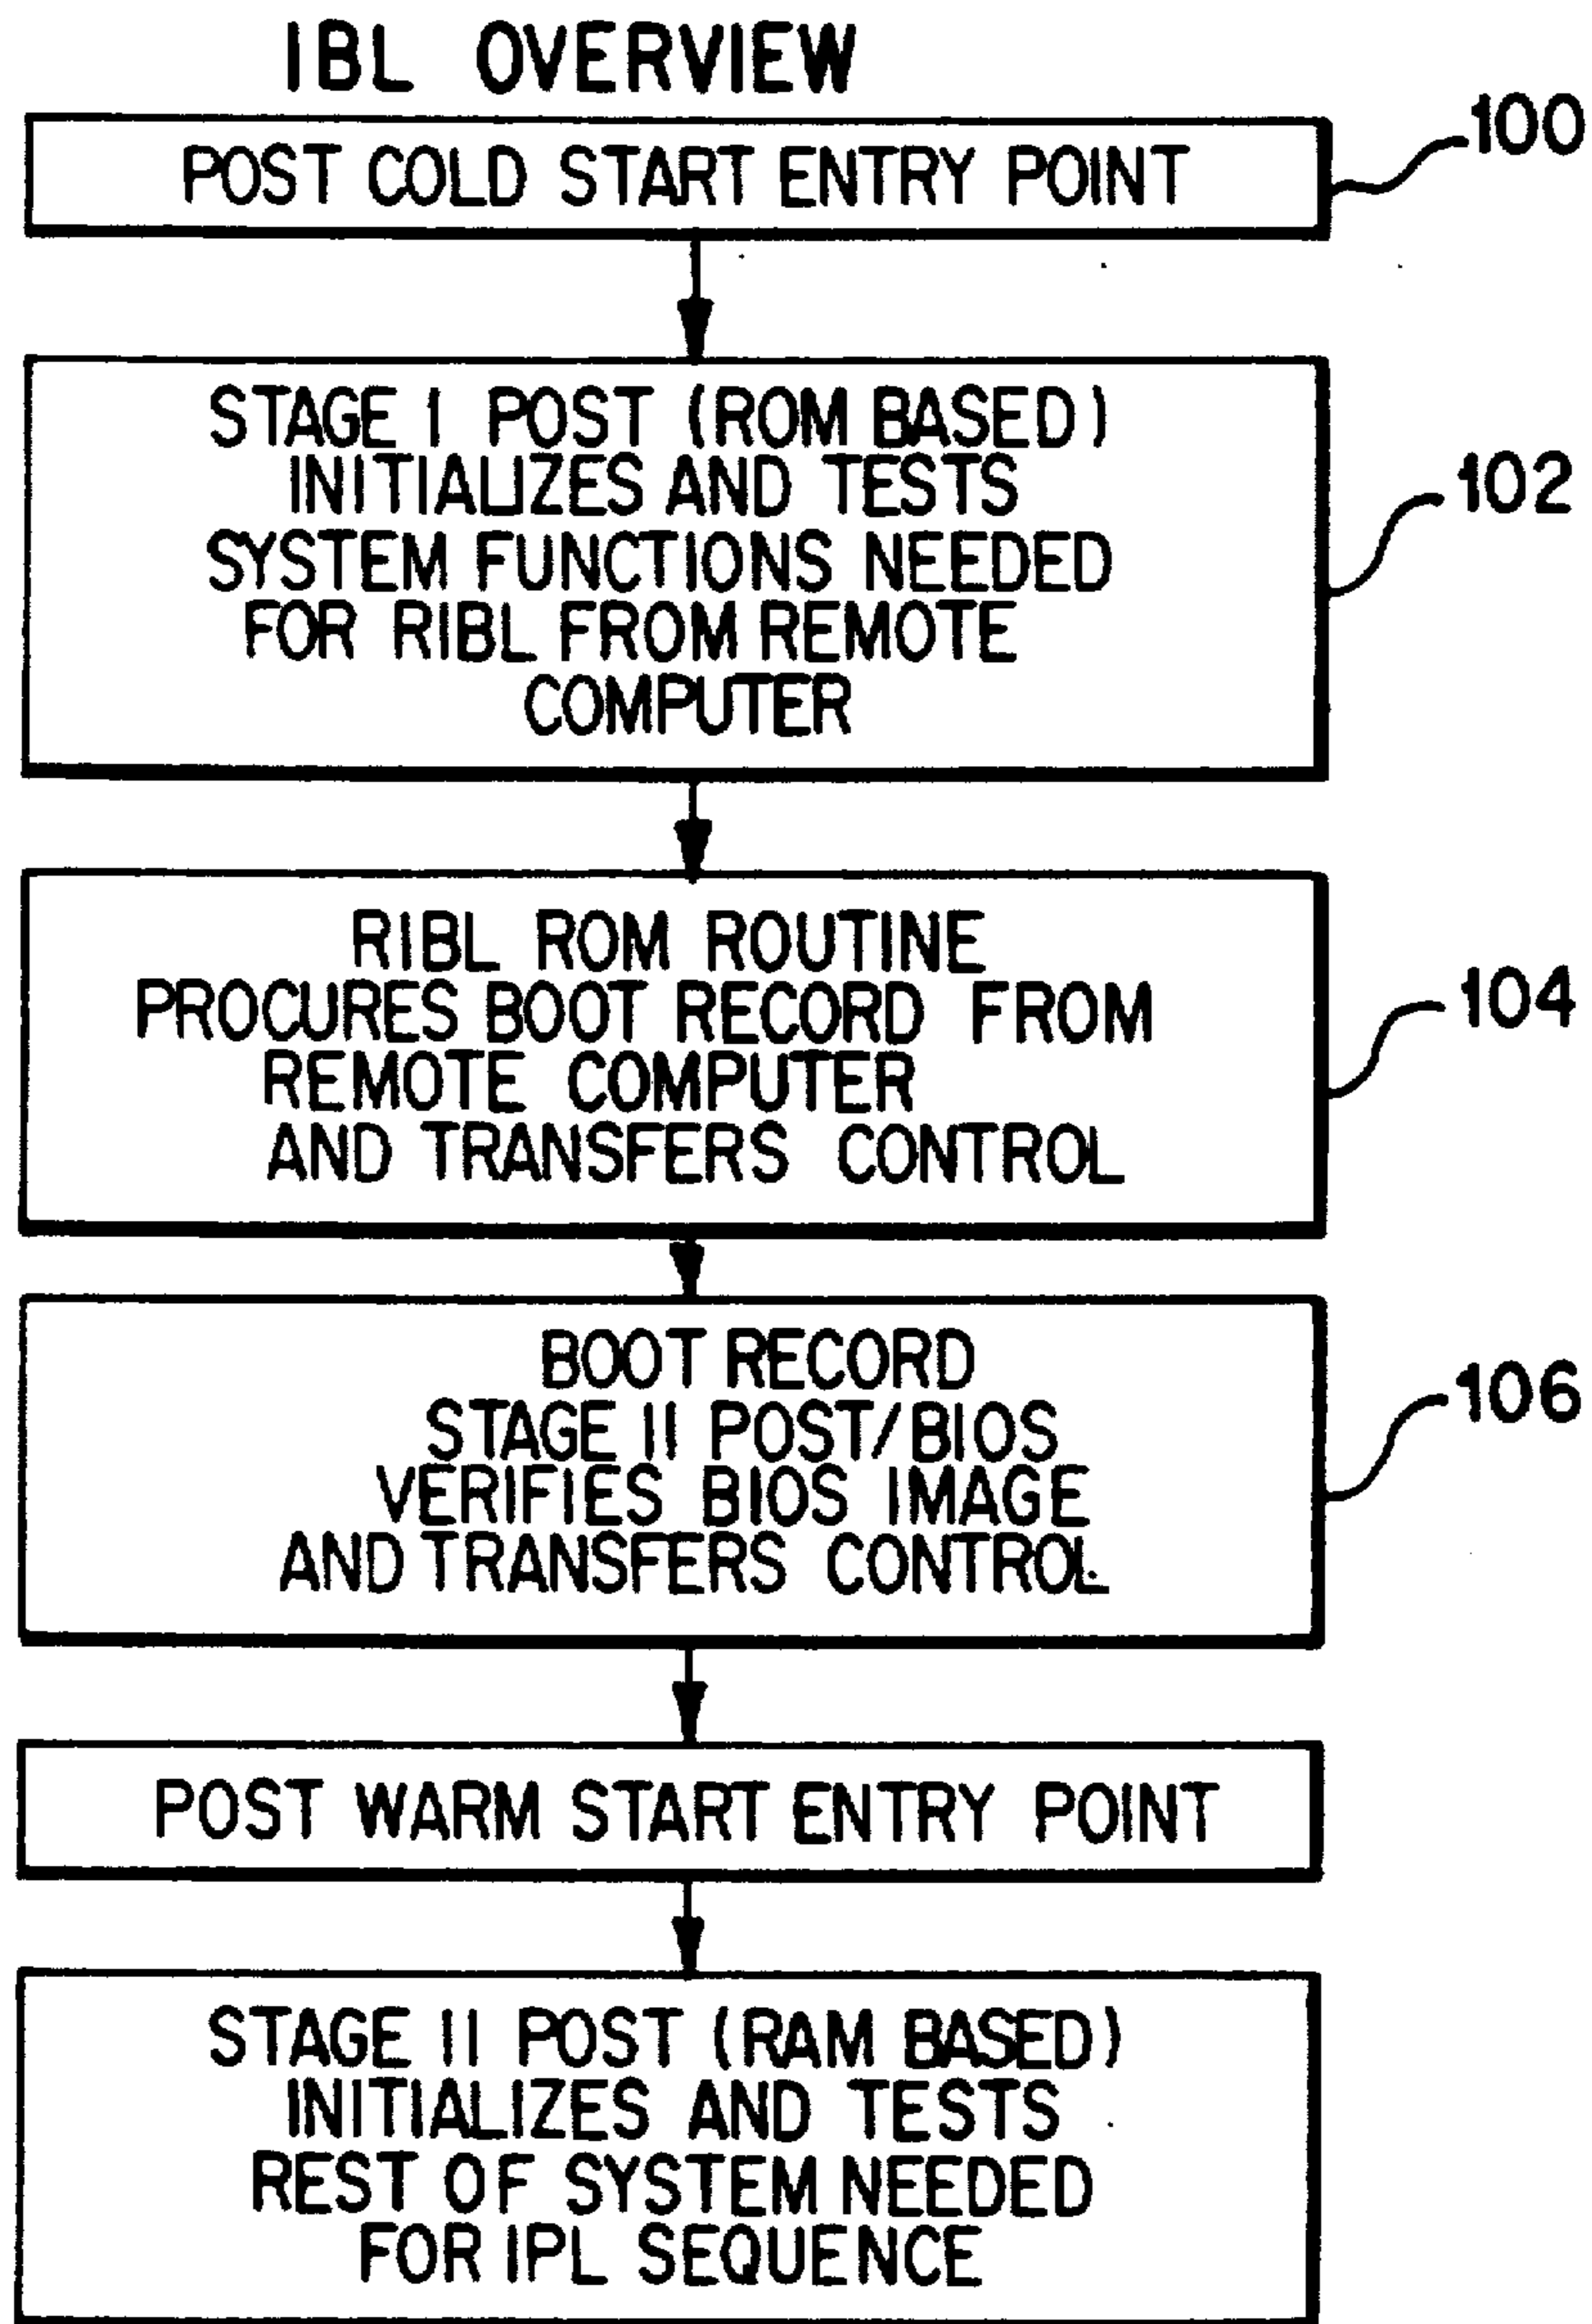 IBL OVERVIEW
POST COLD START ENTRY POINT
100
STAGE I POST (ROM BASED)
INITIALIZES AND TESTS
SYSTEM FUNCTIONS NEEDED
FOR RIBL FROM REMOTE
COMPUTER
102
RIBL ROM ROUTINE
PROCURES BOOT RECORD FROM
REMOTE COMPUTER
AND TRANSFERS CONTROL
104
BOOT RECORD
STAGE II POST/BIOS
VERIFIES BIOS IMAGE
AND TRANSFERS CONTROL
106
POST WARM START ENTRY POINT
STAGE II POST (RAM BASED)
INITIALIZES AND TESTS
REST OF SYSTEM NEEDED
FOR IPL SEQUENCE